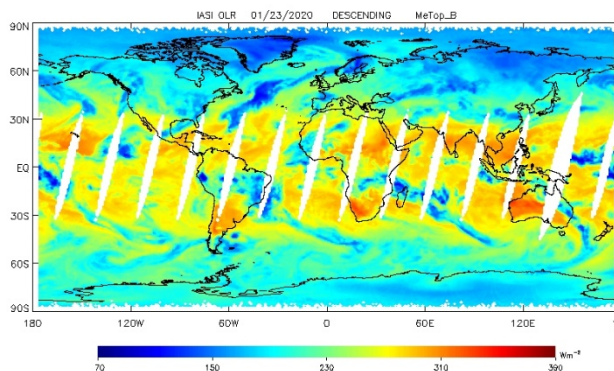 IASI OLR 01/23/2020 DESCENDING MeTop_B
90N
60N
30N
EQ
30S
60S
90S
180 120W 60W 0 60E 120E
70 150 230 310 390 Wm⁻²